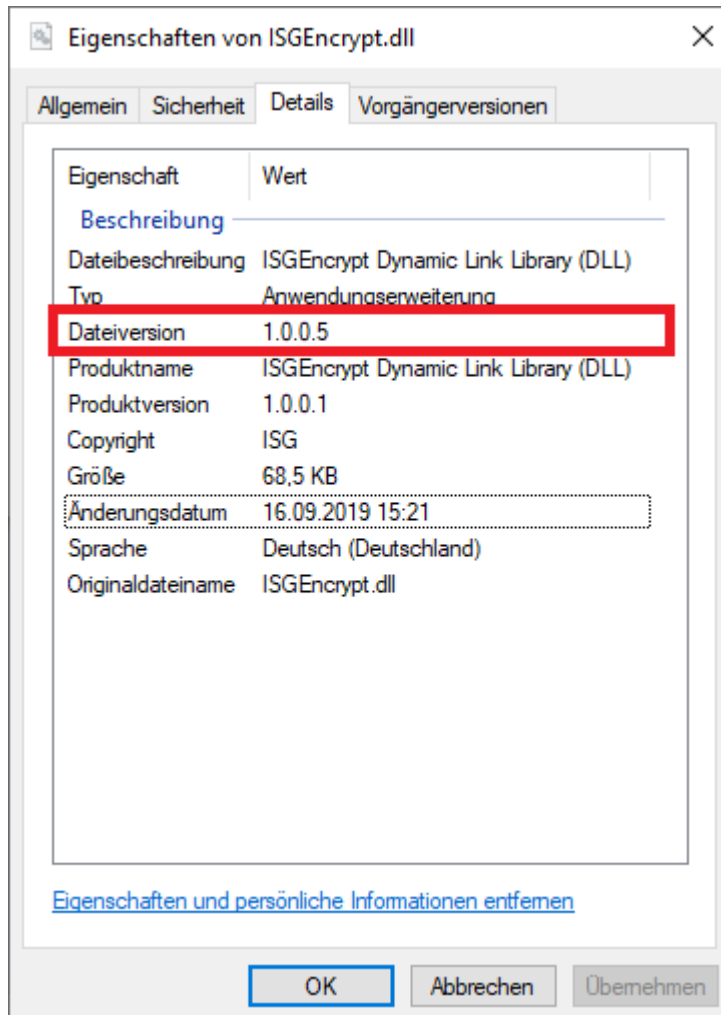 Eigenschaften von ISGEncrypt.dll
Allgemein Sicherheit Details Vorgängerversionen
Eigenschaft Wert
Beschreibung
Dateibeschreibung ISGEncrypt Dynamic Link Library (DLL)
Typ Anwendungserweiterung
Dateiversion 1.0.0.5
Produktname ISGEncrypt Dynamic Link Library (DLL)
Produktversion 1.0.0.1
Copyright ISG
Größe 68,5 KB
Änderungsdatum 16.09.2019 15:21
Sprache Deutsch (Deutschland)
Originaldateiname ISGEncrypt.dll
Eigenschaften und persönliche Informationen entfernen
OK Abbrechen Übernehmen